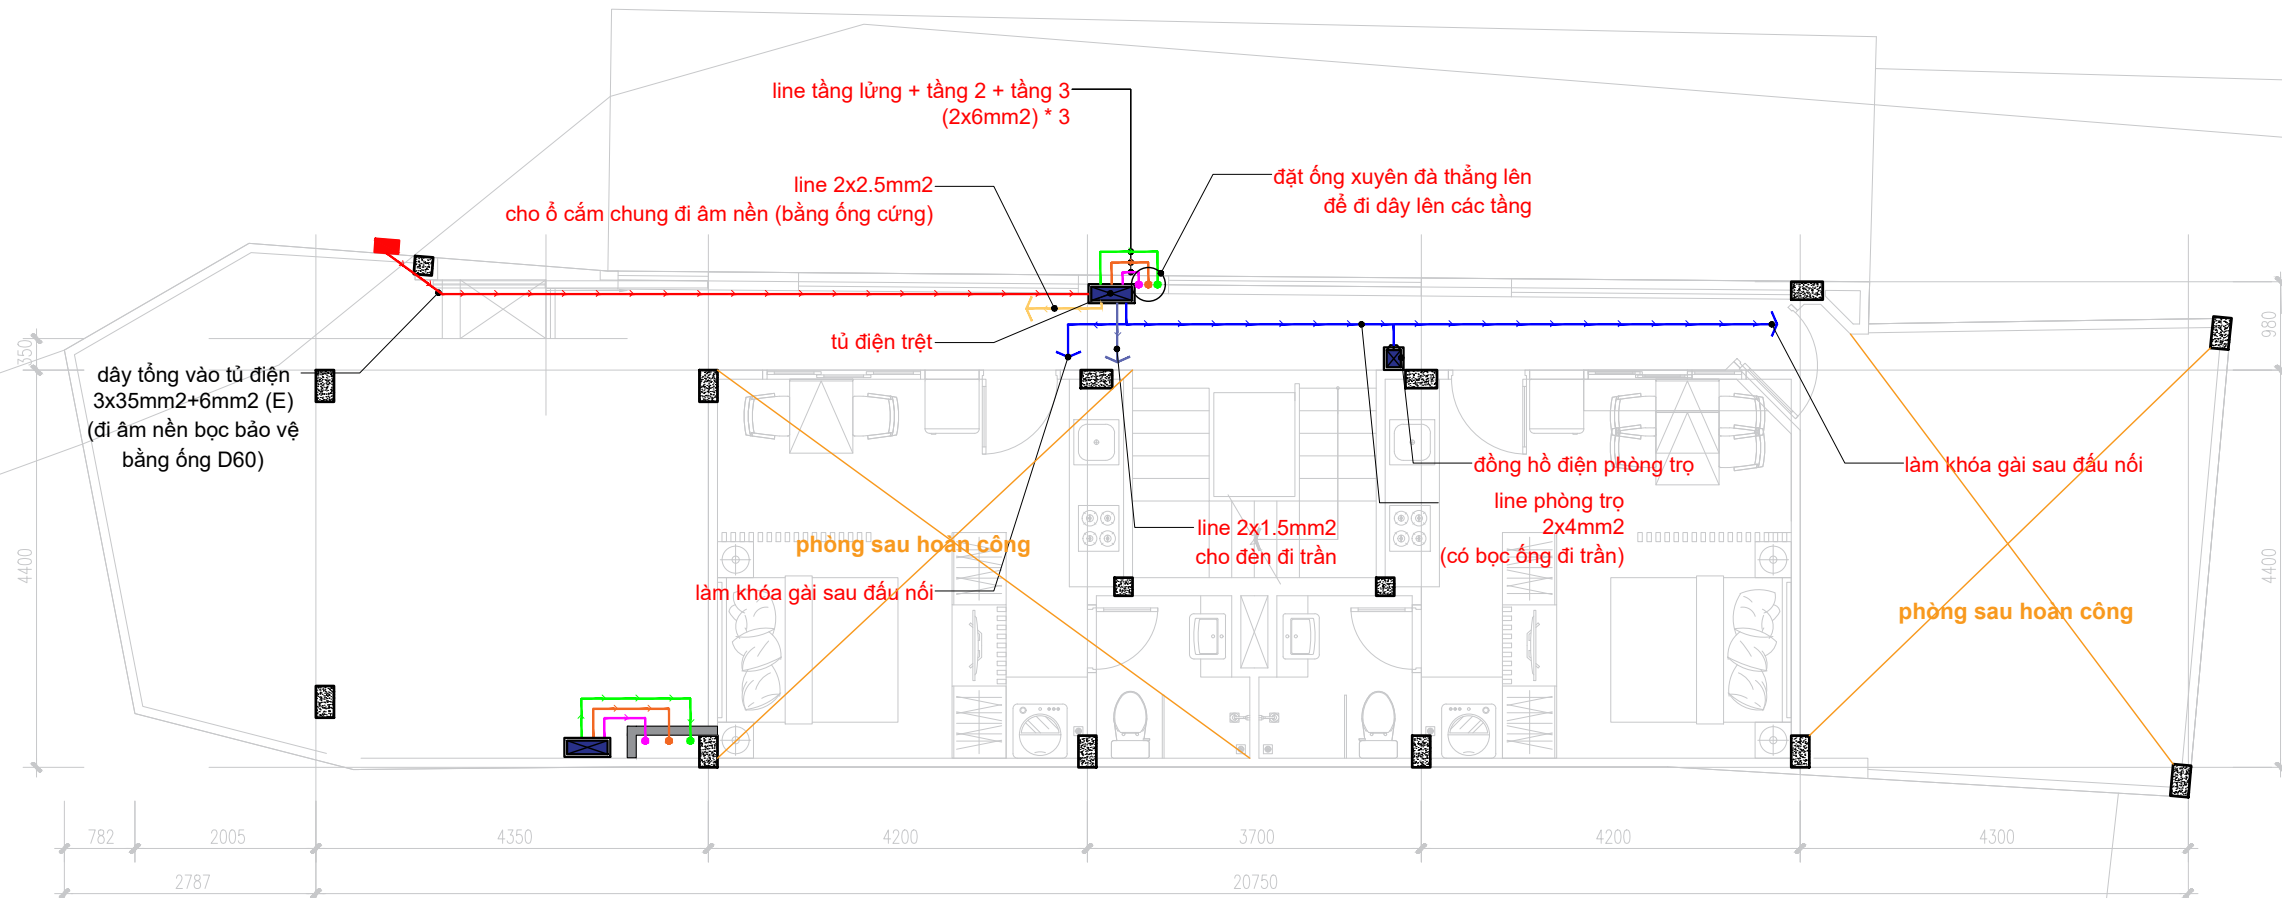 line tầng lửng + tầng 2 + tầng 3
(2x6mm2) * 3
line 2x2.5mm2
cho ổ cắm chung đi âm nền (bằng ống cứng)
đặt ống xuyên đà thẳng lên
để đi dây lên các tầng
tủ điện trệt
dây tổng vào tủ điện
3x35mm2+6mm2 (E)
(đi âm nền bọc bảo vệ
bằng ống D60)
đồng hồ điện phòng trọ
line phòng trọ
2x4mm2
(có bọc ống đi trần)
làm khóa gài sau đấu nối
line 2x1.5mm2
cho đèn đi trần
phòng sau hoàn công
làm khóa gài sau đấu nối
phòng sau hoàn công
350
4400
980
4400
782
2005
4350
4200
3700
4200
4300
2787
20750